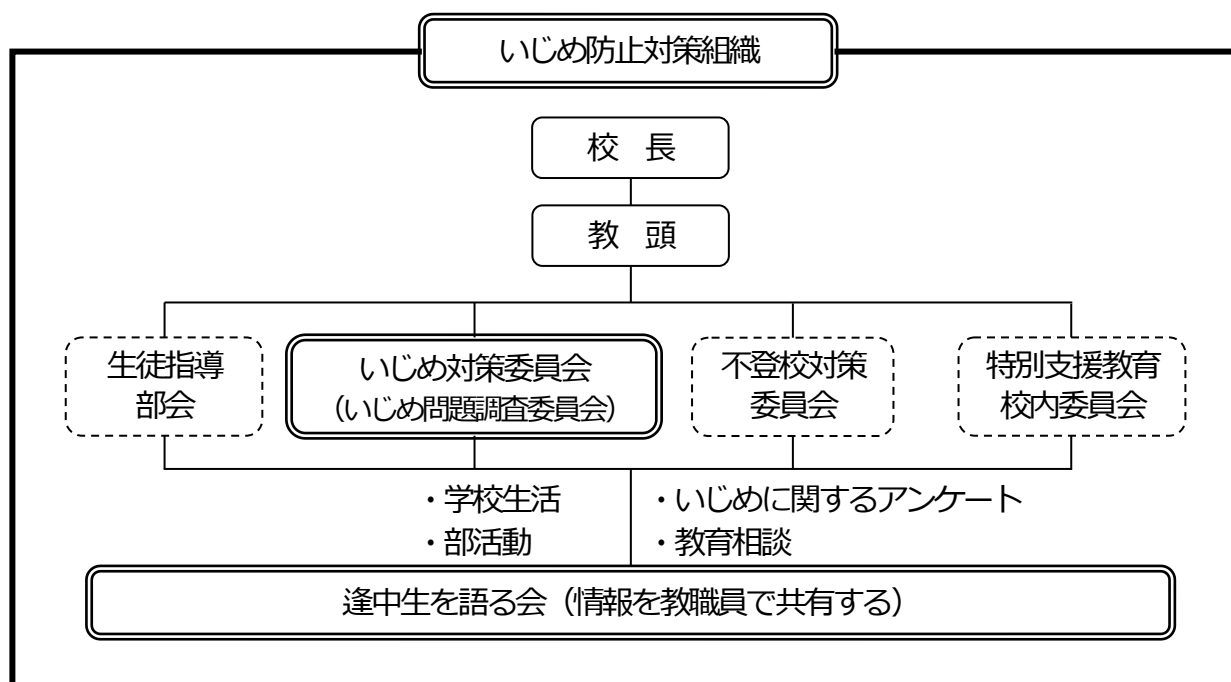 いじめ防止対策組織
校　長
教　頭
生徒指導
部会
いじめ対策委員会
（いじめ問題調査委員会）
不登校対策
委員会
特別支援教育
校内委員会
・学校生活
・部活動
・いじめに関するアンケート
・教育相談
逢中生を語る会（情報を教職員で共有する）